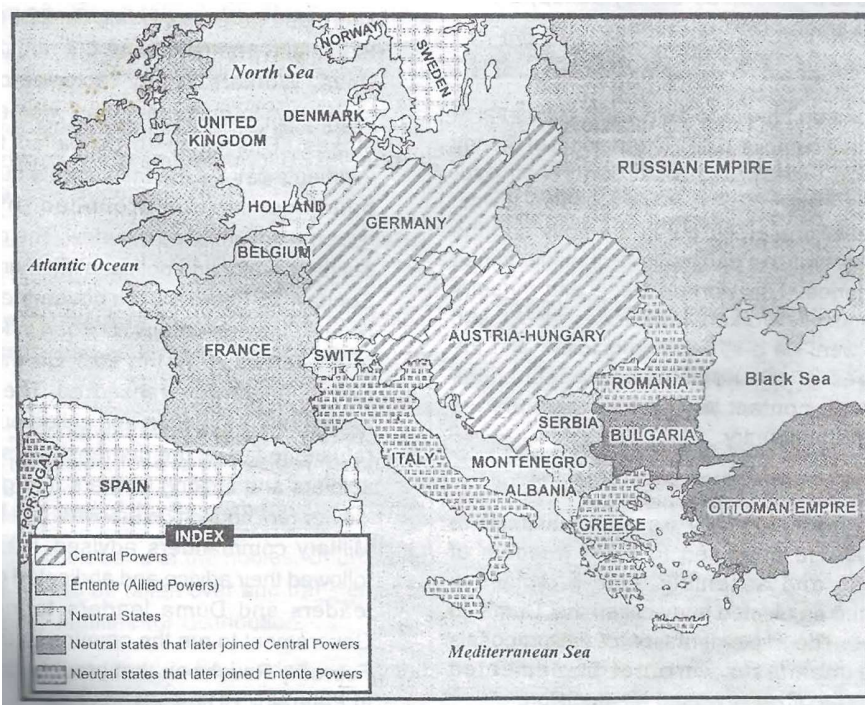 NORWAY
SWEDEN
North Sea
DENMARK
UNITED
KINGDOM
RUSSIAN EMPIRE
HOLLAND
GERMANY
BELGIUM
Atlantic Ocean
AUSTRIA-HUNGARY
FRANCE
SWITZ
ROMANIA
Black Sea
SERBIA
BULGARIA
ITALY
MONTENEGRO
PORTUGAL
SPAIN
ALBANIA
OTTOMAN EMPIRE
GREECE
INDEX
Central Powers
Entente (Allied) Powers
Neutral States
Neutral states that later joined Central Powers
Neutral states that later joined Entente Powers
Mediterranean Sea